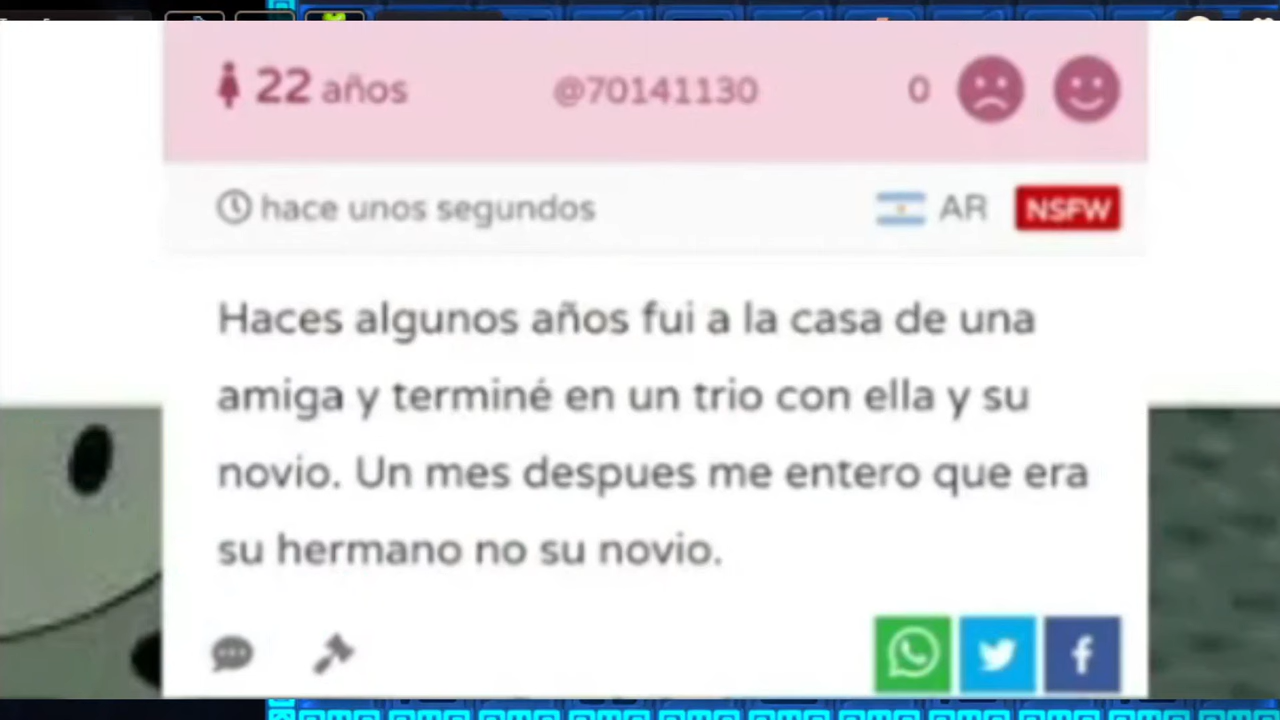 22 años @70141130 0
hace unos segundos AR NSFW
Haces algunos años fui a la casa de una
amiga y terminé en un trio con ella y su
novio. Un mes despues me entero que era
su hermano no su novio.